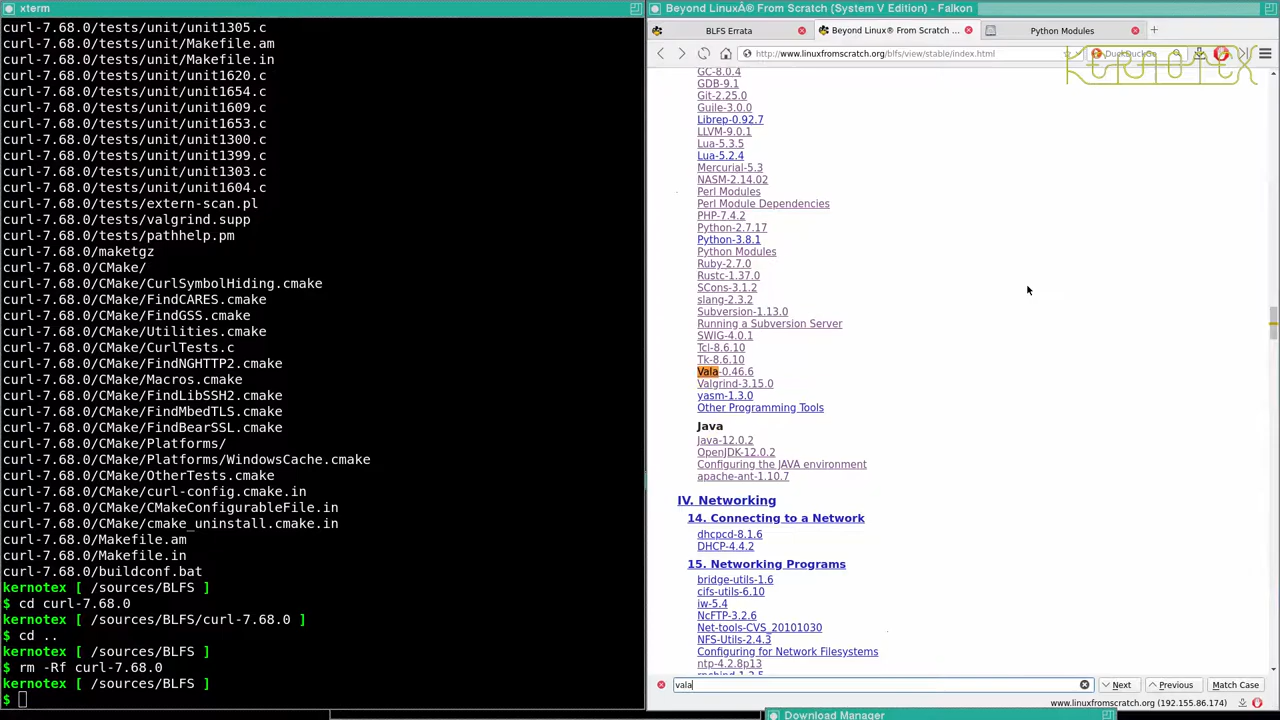 xterm
curl-7.68.0/tests/unit/unit1305.c
curl-7.68.0/tests/unit/Makefile.am
curl-7.68.0/tests/unit/Makefile.in
curl-7.68.0/tests/unit/unit1620.c
curl-7.68.0/tests/unit/unit1654.c
curl-7.68.0/tests/unit/unit1609.c
curl-7.68.0/tests/unit/unit1653.c
curl-7.68.0/tests/unit/unit1300.c
curl-7.68.0/tests/unit/unit1399.c
curl-7.68.0/tests/unit/unit1303.c
curl-7.68.0/tests/unit/unit1604.c
curl-7.68.0/tests/extern-scan.pl
curl-7.68.0/tests/valgrind.supp
curl-7.68.0/tests/pathhelp.pm
curl-7.68.0/maketgz
curl-7.68.0/CMake/
curl-7.68.0/CMake/CurlSymbolHiding.cmake
curl-7.68.0/CMake/FindCARES.cmake
curl-7.68.0/CMake/FindGSS.cmake
curl-7.68.0/CMake/Utilities.cmake
curl-7.68.0/CMake/CurlTests.c
curl-7.68.0/CMake/FindNGHTTP2.cmake
curl-7.68.0/CMake/Macros.cmake
curl-7.68.0/CMake/FindLibSSH2.cmake
curl-7.68.0/CMake/FindMbedTLS.cmake
curl-7.68.0/CMake/FindBearSSL.cmake
curl-7.68.0/CMake/Platforms/
curl-7.68.0/CMake/Platforms/WindowsCache.cmake
curl-7.68.0/CMake/OtherTests.cmake
curl-7.68.0/CMake/curl-config.cmake.in
curl-7.68.0/CMake/CMakeConfigurableFile.in
curl-7.68.0/CMake/cmake_uninstall.cmake.in
curl-7.68.0/Makefile.am
curl-7.68.0/Makefile.in
curl-7.68.0/buildconf.bat
kernotex [ /sources/BLFS ]
$ cd curl-7.68.0
kernotex [ /sources/BLFS/curl-7.68.0 ]
$ cd ..
kernotex [ /sources/BLFS ]
$ rm -Rf curl-7.68.0
kernotex [ /sources/BLFS ]
$
Beyond LinuxÂ® From Scratch (System V Edition) - Falkon
BLFS Errata
Beyond Linux® From Scratch ...
Python Modules
http://www.linuxfromscratch.org/blfs/view/stable/index.html
DuckDuckGo
KERNOTEX
GC-8.0.4
GDB-9.1
Git-2.25.0
Guile-3.0.0
Librep-0.92.7
LLVM-9.0.1
Lua-5.3.5
Lua-5.2.4
Mercurial-5.3
NASM-2.14.02
Perl Modules
Perl Module Dependencies
PHP-7.4.2
Python-2.7.17
Python-3.8.1
Python Modules
Ruby-2.7.0
Rustc-1.37.0
SCons-3.1.2
slang-2.3.2
Subversion-1.13.0
Running a Subversion Server
SWIG-4.0.1
Tcl-8.6.10
Tk-8.6.10
Vala-0.46.6
Valgrind-3.15.0
yasm-1.3.0
Other Programming Tools
Java
Java-12.0.2
OpenJDK-12.0.2
Configuring the JAVA environment
apache-ant-1.10.7
IV. Networking
14. Connecting to a Network
dhcpcd-8.1.6
DHCP-4.4.2
15. Networking Programs
bridge-utils-1.6
cifs-utils-6.10
iw-5.4
NcFTP-3.2.6
Net-tools-CVS_20101030
NFS-Utils-2.4.3
Configuring for Network Filesystems
ntp-4.2.8p13
rpcbind-1.2.5
vala
Next
Previous
Match Case
www.linuxfromscratch.org (192.155.86.174)
Download Manager